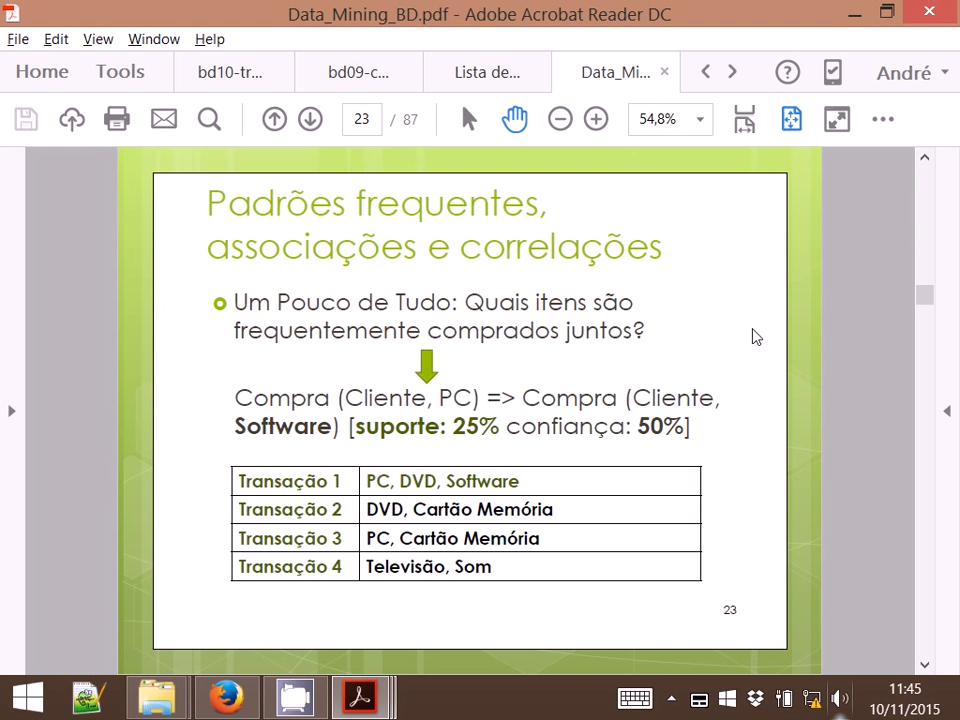 Data_Mining_BD.pdf - Adobe Acrobat Reader DC
File Edit View Window Help
Home Tools bd10-tr... bd09-c... Lista de... Data_Mi... × André
23 / 87 54,8%
Padrões frequentes,
associações e correlações
Um Pouco de Tudo: Quais itens são
frequentemente comprados juntos?
Compra (Cliente, PC) => Compra (Cliente,
Software) [suporte: 25% confiança: 50%]
Transação 1 PC, DVD, Software
Transação 2 DVD, Cartão Memória
Transação 3 PC, Cartão Memória
Transação 4 Televisão, Som
23
11:45
10/11/2015